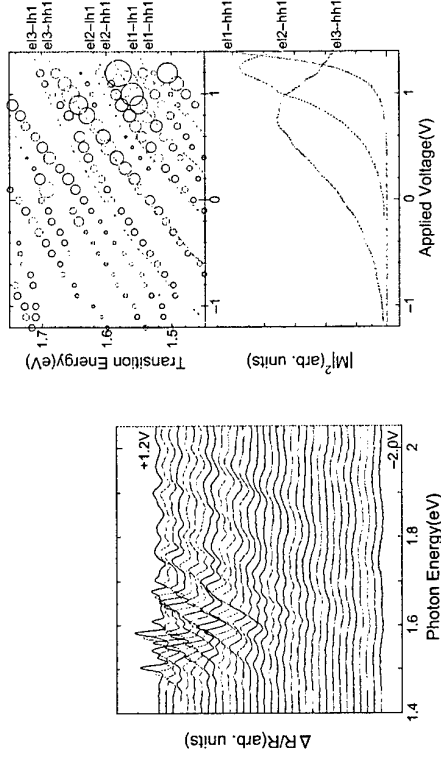 el3−lh1
el3−hh1
el2−lh1
el2−hh1
el1−lh1
el1−hh1
1.7
1.6
1.5
Transition Energy(eV)
−1
0
1
el1−hh1
el2−hh1
el3−hh1
|M|²(arb. units)
−1
0
1
Applied Voltage(V)
+1.2V
−2.0V
ΔR/R(arb. units)
1.4
1.6
1.8
2
Photon Energy(eV)